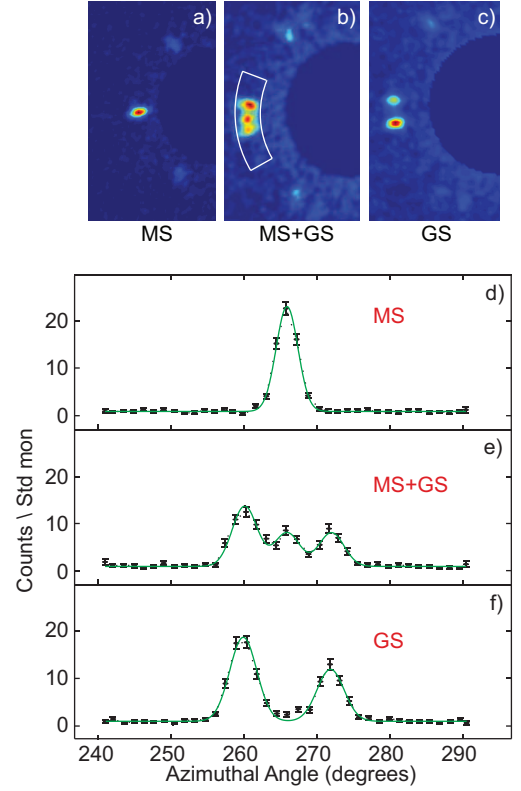 a) b) c)
MS MS+GS GS
d)
MS
20
10
0
e)
MS+GS
20
10
0
f)
GS
20
10
0
Counts \ Std mon
240 250 260 270 280 290
Azimuthal Angle (degrees)